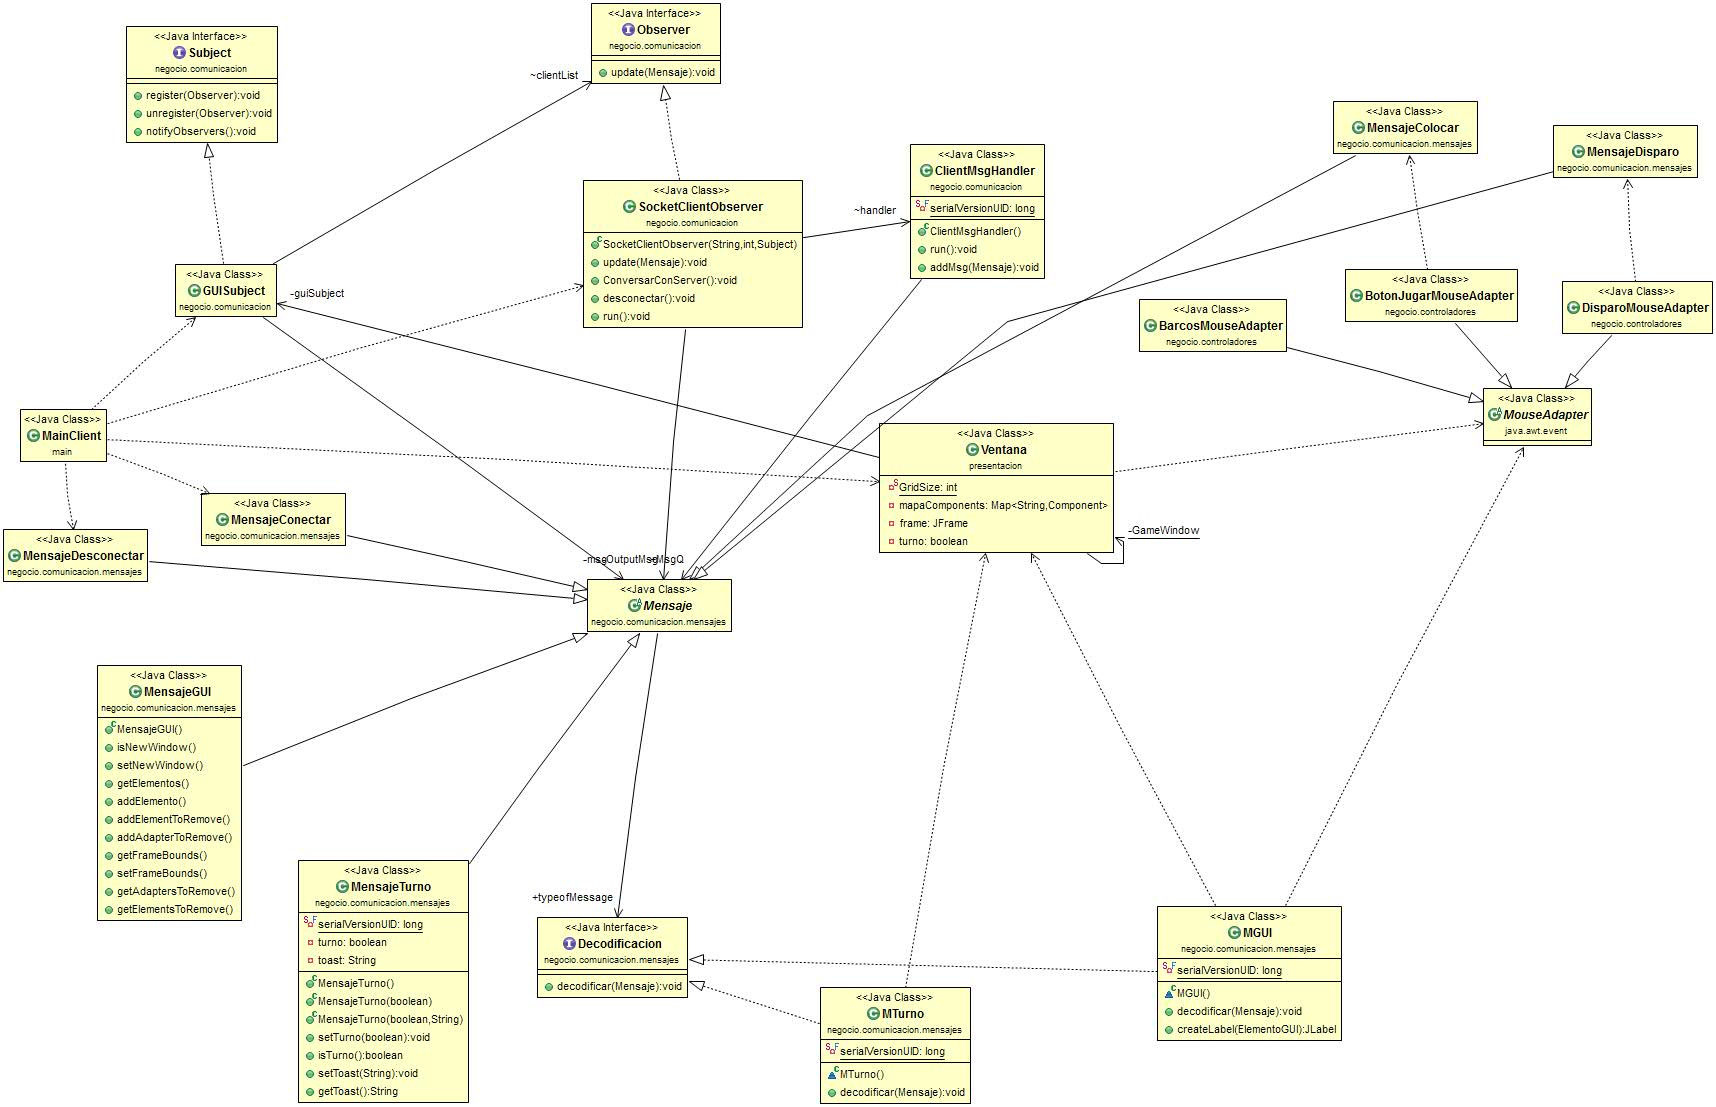 <<Java Interface>>
Subject
negocio.comunicacion
register(Observer):void
unregister(Observer):void
notifyObservers():void
<<Java Interface>>
Observer
negocio.comunicacion
update(Mensaje):void
~clientList
<<Java Class>>
SocketClientObserver
negocio.comunicacion
SocketClientObserver(String,int,Subject)
update(Mensaje):void
ConversarConServer():void
desconectar():void
run():void
~handler
<<Java Class>>
ClientMsgHandler
negocio.comunicacion
serialVersionUID: long
ClientMsgHandler()
run():void
addMsg(Mensaje):void
<<Java Class>>
MensajeColocar
negocio.comunicacion.mensajes
<<Java Class>>
MensajeDisparo
negocio.comunicacion.mensajes
<<Java Class>>
GUISubject
negocio.comunicacion
-guiSubject
<<Java Class>>
BarcosMouseAdapter
negocio.controladores
<<Java Class>>
BotonJugarMouseAdapter
negocio.controladores
<<Java Class>>
DisparoMouseAdapter
negocio.controladores
<<Java Class>>
MouseAdapter
java.awt.event
<<Java Class>>
MainClient
main
<<Java Class>>
Ventana
presentacion
GridSize: int
mapaComponents: Map<String,Component>
frame: JFrame
turno: boolean
-GameWindow
<<Java Class>>
MensajeConectar
negocio.comunicacion.mensajes
<<Java Class>>
MensajeDesconectar
negocio.comunicacion.mensajes
<<Java Class>>
Mensaje
negocio.comunicacion.mensajes
<<Java Class>>
MensajeGUI
negocio.comunicacion.mensajes
MensajeGUI()
isNewWindow()
setNewWindow()
getElementos()
addElemento()
addElementToRemove()
addAdapterToRemove()
getFrameBounds()
setFrameBounds()
getAdaptersToRemove()
getElementsToRemove()
<<Java Class>>
MensajeTurno
negocio.comunicacion.mensajes
serialVersionUID: long
turno: boolean
toast: String
MensajeTurno()
MensajeTurno(boolean)
MensajeTurno(boolean,String)
setTurno(boolean):void
isTurno():boolean
setToast(String):void
getToast():String
+typeofMessage
<<Java Interface>>
Decodificacion
negocio.comunicacion.mensajes
decodificar(Mensaje):void
<<Java Class>>
MTurno
negocio.comunicacion.mensajes
serialVersionUID: long
MTurno()
decodificar(Mensaje):void
<<Java Class>>
MGUI
negocio.comunicacion.mensajes
serialVersionUID: long
MGUI()
decodificar(Mensaje):void
createLabel(ElementoGUI):JLabel